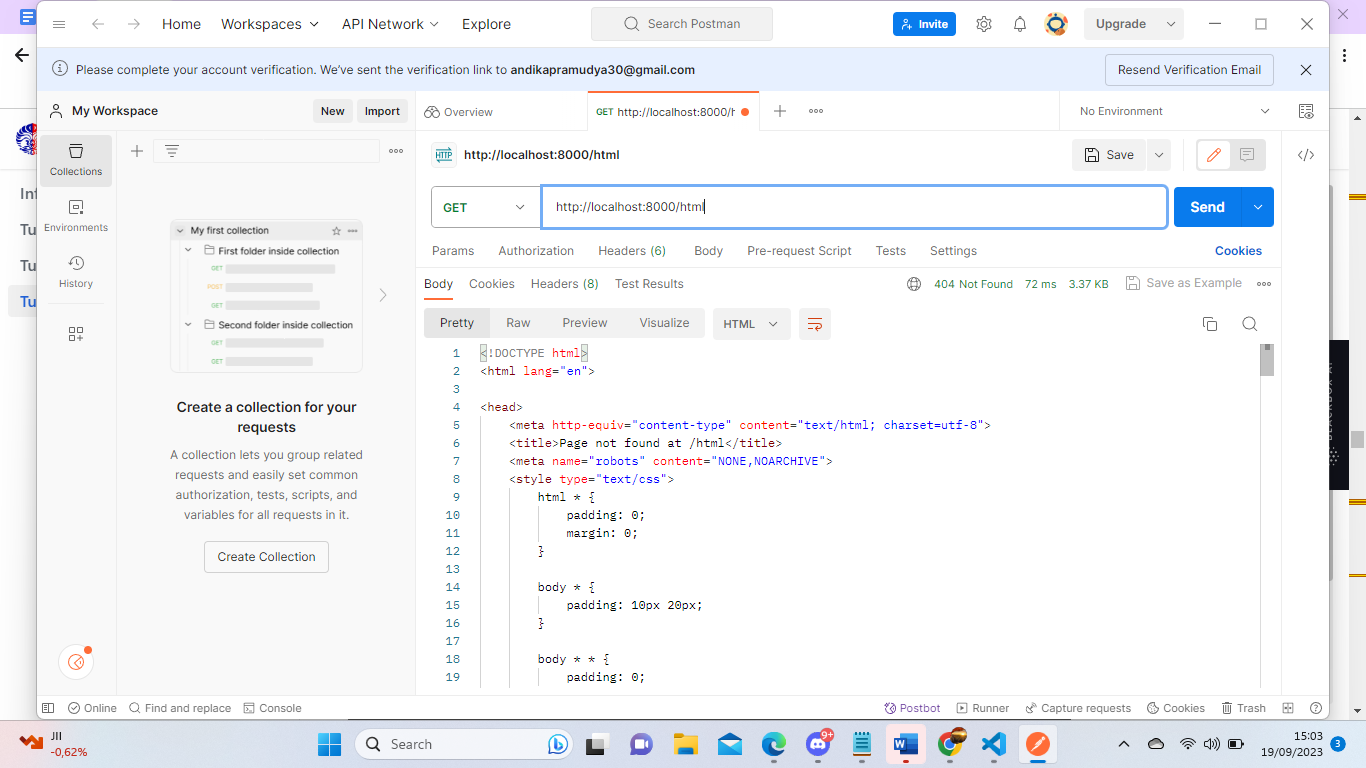 Home
Workspaces
API Network
Explore
Search Postman
Invite
Upgrade
Please complete your account verification. We've sent the verification link to andikapramudya30@gmail.com
Resend Verification Email
My Workspace
New
Import
Overview
GET http://localhost:8000/h
No Environment
Collections
Environments
History
HTTP http://localhost:8000/html
Save
GET
http://localhost:8000/html
Send
Params
Authorization
Headers (6)
Body
Pre-request Script
Tests
Settings
Cookies
Body
Cookies
Headers (8)
Test Results
404 Not Found
72 ms
3.37 KB
Save as Example
Pretty
Raw
Preview
Visualize
HTML
My first collection
First folder inside collection
GET
POST
GET
Second folder inside collection
GET
GET
Create a collection for your
requests
A collection lets you group related
requests and easily set common
authorization, tests, scripts, and
variables for all requests in it.
Create Collection
1 <!DOCTYPE html>
2 <html lang="en">
3
4 <head>
5 <meta http-equiv="content-type" content="text/html; charset=utf-8">
6 <title>Page not found at /html</title>
7 <meta name="robots" content="NONE,NOARCHIVE">
8 <style type="text/css">
9 html * {
10 padding: 0;
11 margin: 0;
12 }
13
14 body * {
15 padding: 10px 20px;
16 }
17
18 body * * {
19 padding: 0;
Online
Find and replace
Console
Postbot
Runner
Capture requests
Cookies
Trash
In
Tu
Tu
Tu
JII
-0,62%
Search
9+
15:03
19/09/2023
3